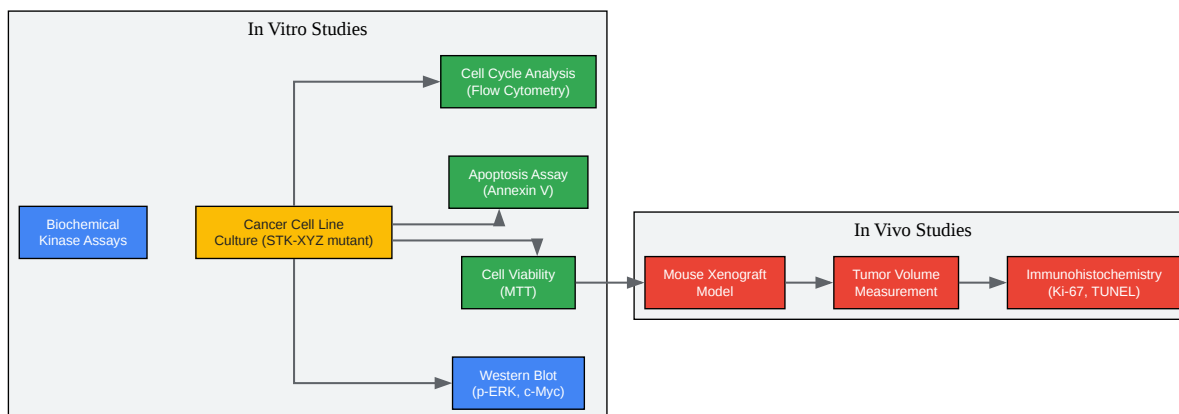 In Vitro Studies
Cell Cycle Analysis
(Flow Cytometry)
Apoptosis Assay
(Annexin V)
Biochemical
Kinase Assays
Cancer Cell Line
Culture (STK-XYZ mutant)
Cell Viability
(MTT)
Western Blot
(p-ERK, c-Myc)
In Vivo Studies
Mouse Xenograft
Model
Tumor Volume
Measurement
Immunohistochemistry
(Ki-67, TUNEL)